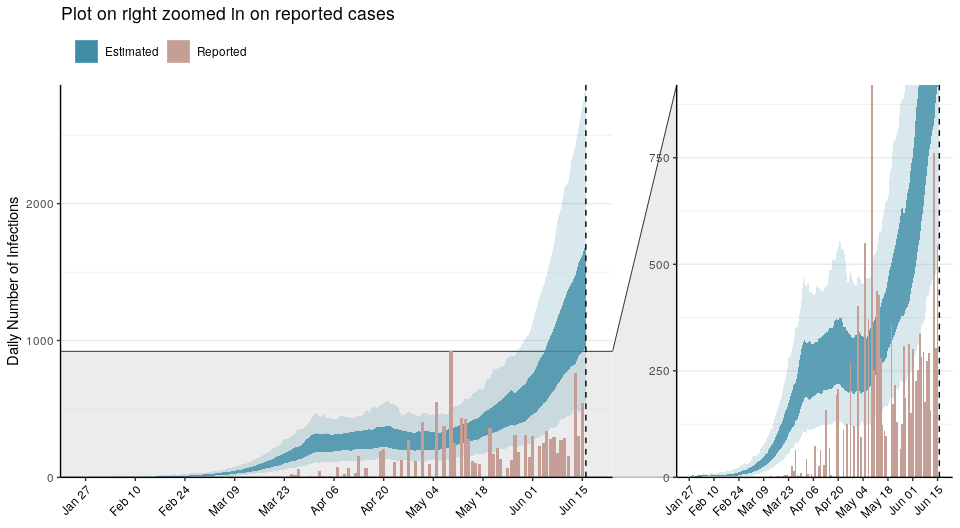 Plot on right zoomed in on reported cases
Estimated Reported
Daily Number of Infections
2000
1000
0
Jan 27 Feb 10 Feb 24 Mar 09 Mar 23 Apr 06 Apr 20 May 04 May 18 Jun 01 Jun 15
750
500
250
0
Jan 27 Feb 10 Feb 24 Mar 09 Mar 23 Apr 06 Apr 20 May 04 May 18 Jun 01 Jun 15